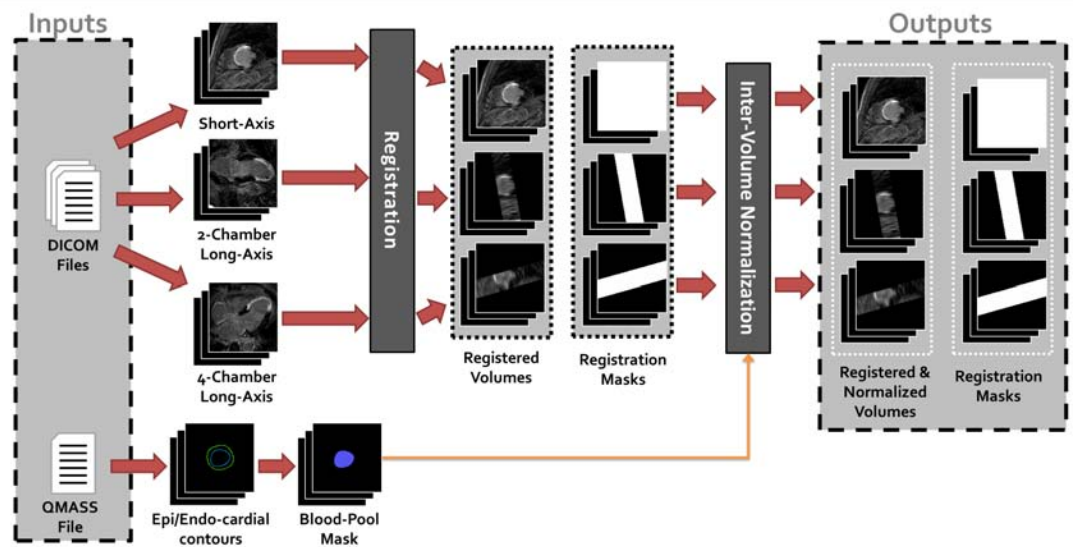 Inputs
Outputs
Short-Axis
DICOM
Files
2-Chamber
Long-Axis
4-Chamber
Long-Axis
Registration
Registered
Volumes
Registration
Masks
Inter-Volume Normalization
Registered &
Normalized
Volumes
Registration
Masks
QMASS
File
Epi/Endo-cardial
contours
Blood-Pool
Mask